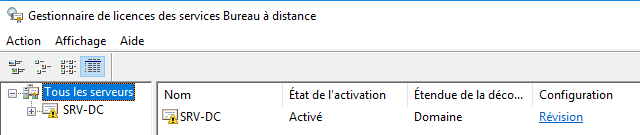 Gestionnaire de licences des services Bureau à distance
Action Affichage Aide
Tous les serveurs
SRV-DC
Nom État de l'activation Étendue de la déco... Configuration
SRV-DC Activé Domaine Révision